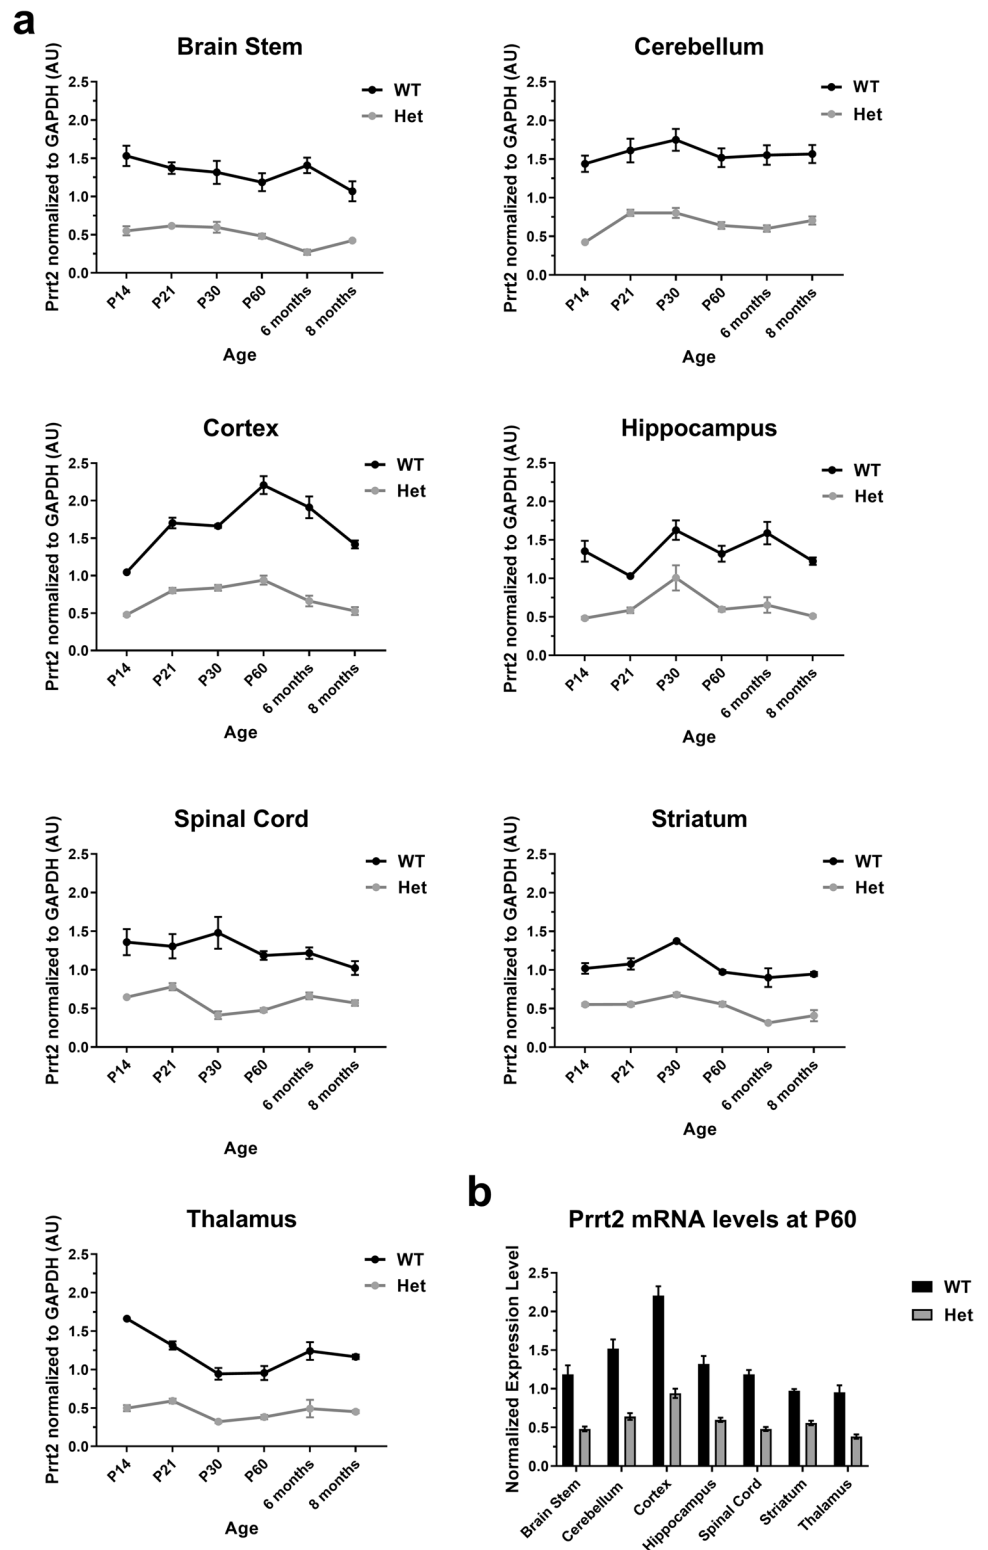 a
Brain Stem
Prrt2 normalized to GAPDH (AU)
2.5
2.0
1.5
1.0
0.5
0.0
WT
Het
P14 P21 P30 P60 6 months 8 months
Age
Cerebellum
Prrt2 normalized to GAPDH (AU)
2.5
2.0
1.5
1.0
0.5
0.0
WT
Het
P14 P21 P30 P60 6 months 8 months
Age
Cortex
Prrt2 normalized to GAPDH (AU)
2.5
2.0
1.5
1.0
0.5
0.0
WT
Het
P14 P21 P30 P60 6 months 8 months
Age
Hippocampus
Prrt2 normalized to GAPDH (AU)
2.5
2.0
1.5
1.0
0.5
0.0
WT
Het
P14 P21 P30 P60 6 months 8 months
Age
Spinal Cord
Prrt2 normalized to GAPDH (AU)
2.5
2.0
1.5
1.0
0.5
0.0
WT
Het
P14 P21 P30 P60 6 months 8 months
Age
Striatum
Prrt2 normalized to GAPDH (AU)
2.5
2.0
1.5
1.0
0.5
0.0
WT
Het
P14 P21 P30 P60 6 months 8 months
Age
Thalamus
Prrt2 normalized to GAPDH (AU)
2.5
2.0
1.5
1.0
0.5
0.0
WT
Het
P14 P21 P30 P60 6 months 8 months
Age
b
Prrt2 mRNA levels at P60
Normalized Expression Level
2.5
2.0
1.5
1.0
0.5
0.0
WT
Het
Brain Stem Cerebellum Cortex Hippocampus Spinal Cord Striatum Thalamus